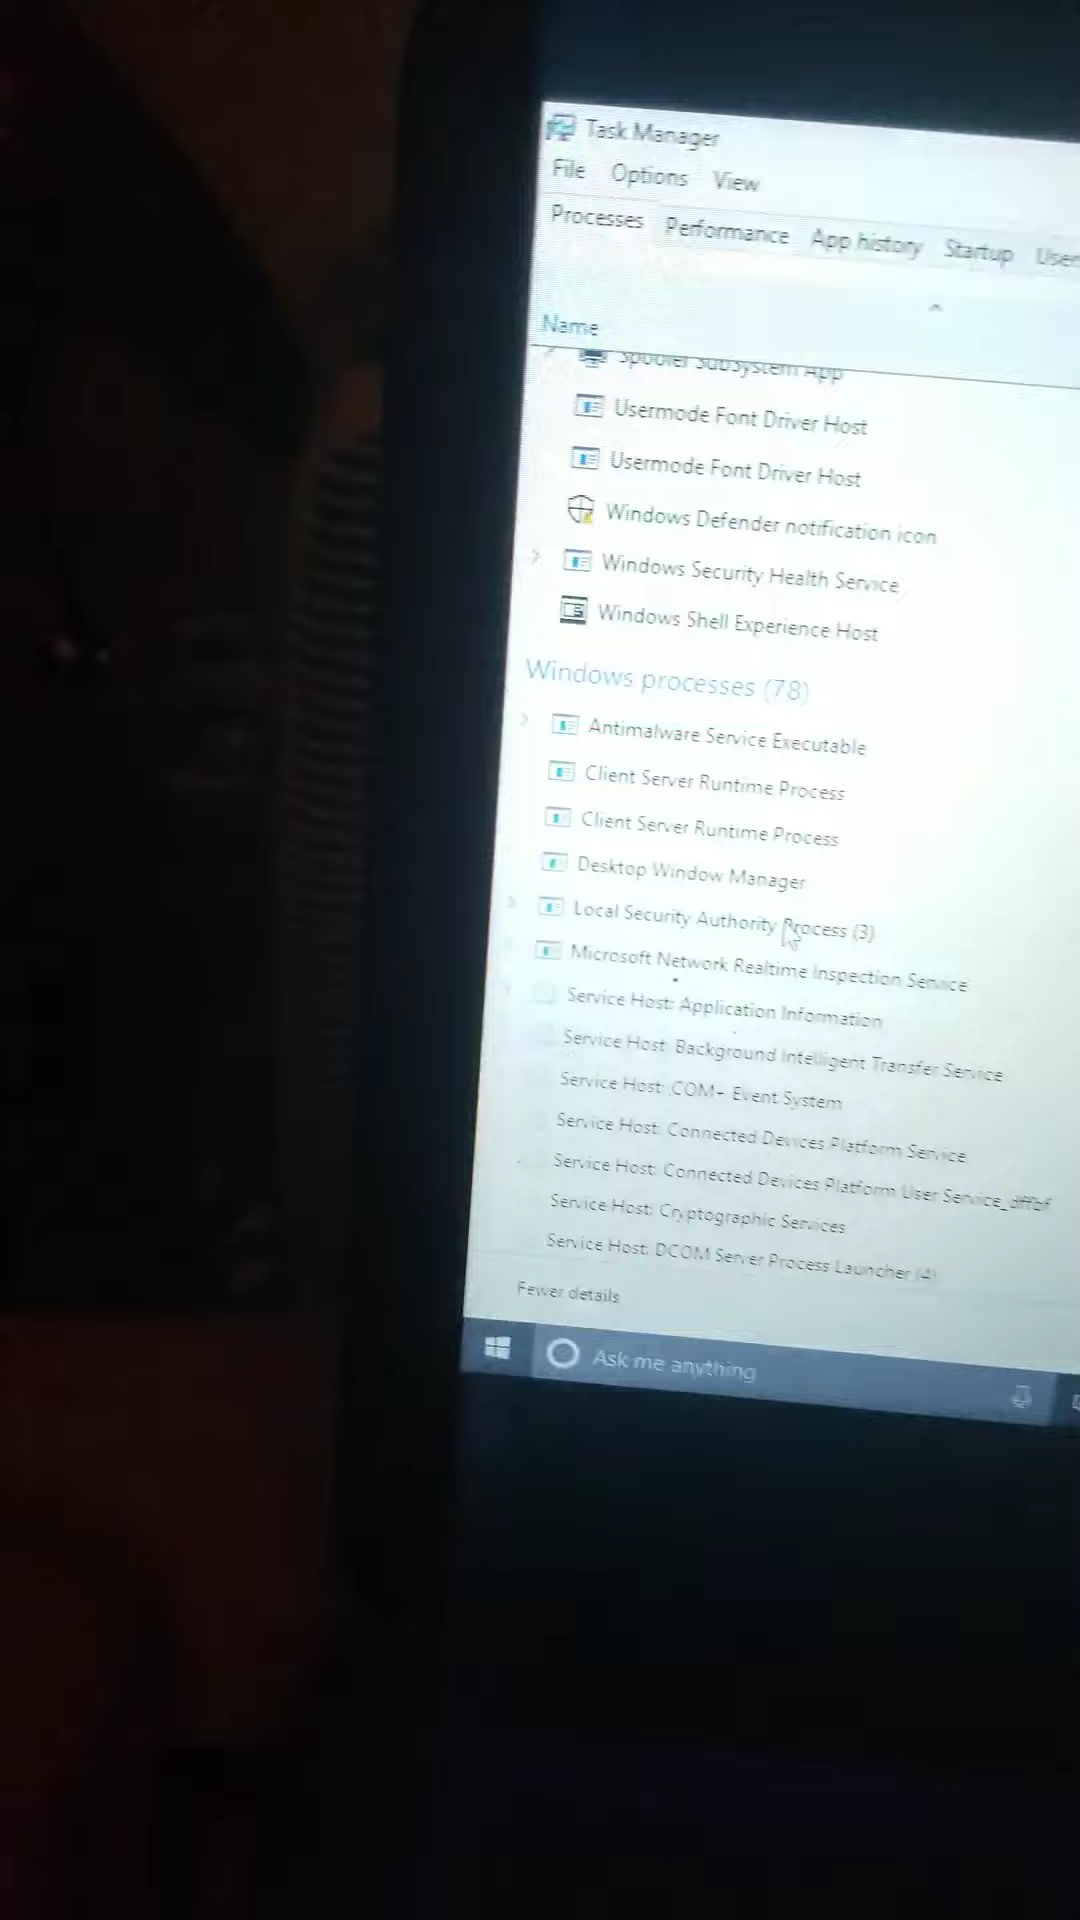 Task Manager
File Options View
Processes Performance App history Startup
Name
Spooler Subsystem App
Usermode Font Driver Host
Usermode Font Driver Host
Windows Defender notification icon
Windows Security Health Service
Windows Shell Experience Host
Windows processes (78)
Antimalware Service Executable
Client Server Runtime Process
Client Server Runtime Process
Desktop Window Manager
Local Security Authority Process (3)
Microsoft Network Realtime Inspection Service
Service Host: Application Information
Service Host: Background Intelligent Transfer Service
Service Host: COM+ Event System
Service Host: Connected Devices Platform Service
Service Host: Connected Devices Platform User
Service Host: Cryptographic Services
Service Host: DCOM Server Process Launcher (4)
Fewer details
Ask me anything